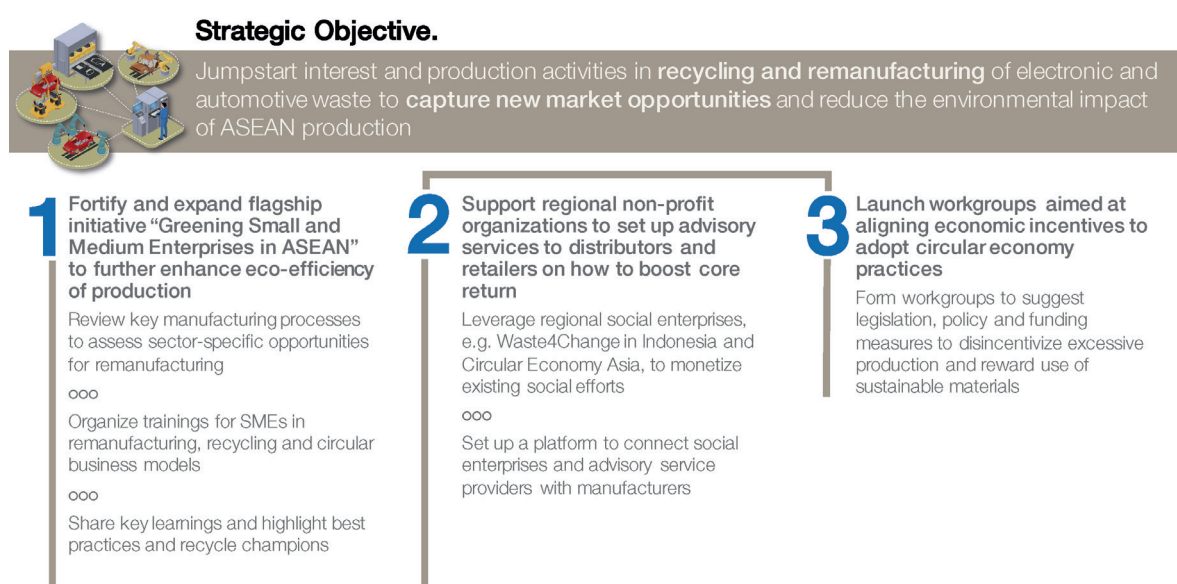 Strategic Objective.
Jumpstart interest and production activities in recycling and remanufacturing of electronic and
automotive waste to capture new market opportunities and reduce the environmental impact
of ASEAN production
1
Fortify and expand flagship
initiative “Greening Small and
Medium Enterprises in ASEAN”
to further enhance eco-efficiency
of production
Review key manufacturing processes
to assess sector-specific opportunities
for remanufacturing
Organize trainings for SMEs in
remanufacturing, recycling and circular
business models
Share key learnings and highlight best
practices and recycle champions
2
Support regional non-profit
organizations to set up advisory
services to distributors and
retailers on how to boost core
return
Leverage regional social enterprises,
e.g. Waste4Change in Indonesia and
Circular Economy Asia, to monetize
existing social efforts
Set up a platform to connect social
enterprises and advisory service
providers with manufacturers
3
Launch workgroups aimed at
aligning economic incentives to
adopt circular economy
practices
Form workgroups to suggest
legislation, policy and funding
measures to disincentivize excessive
production and reward use of
sustainable materials